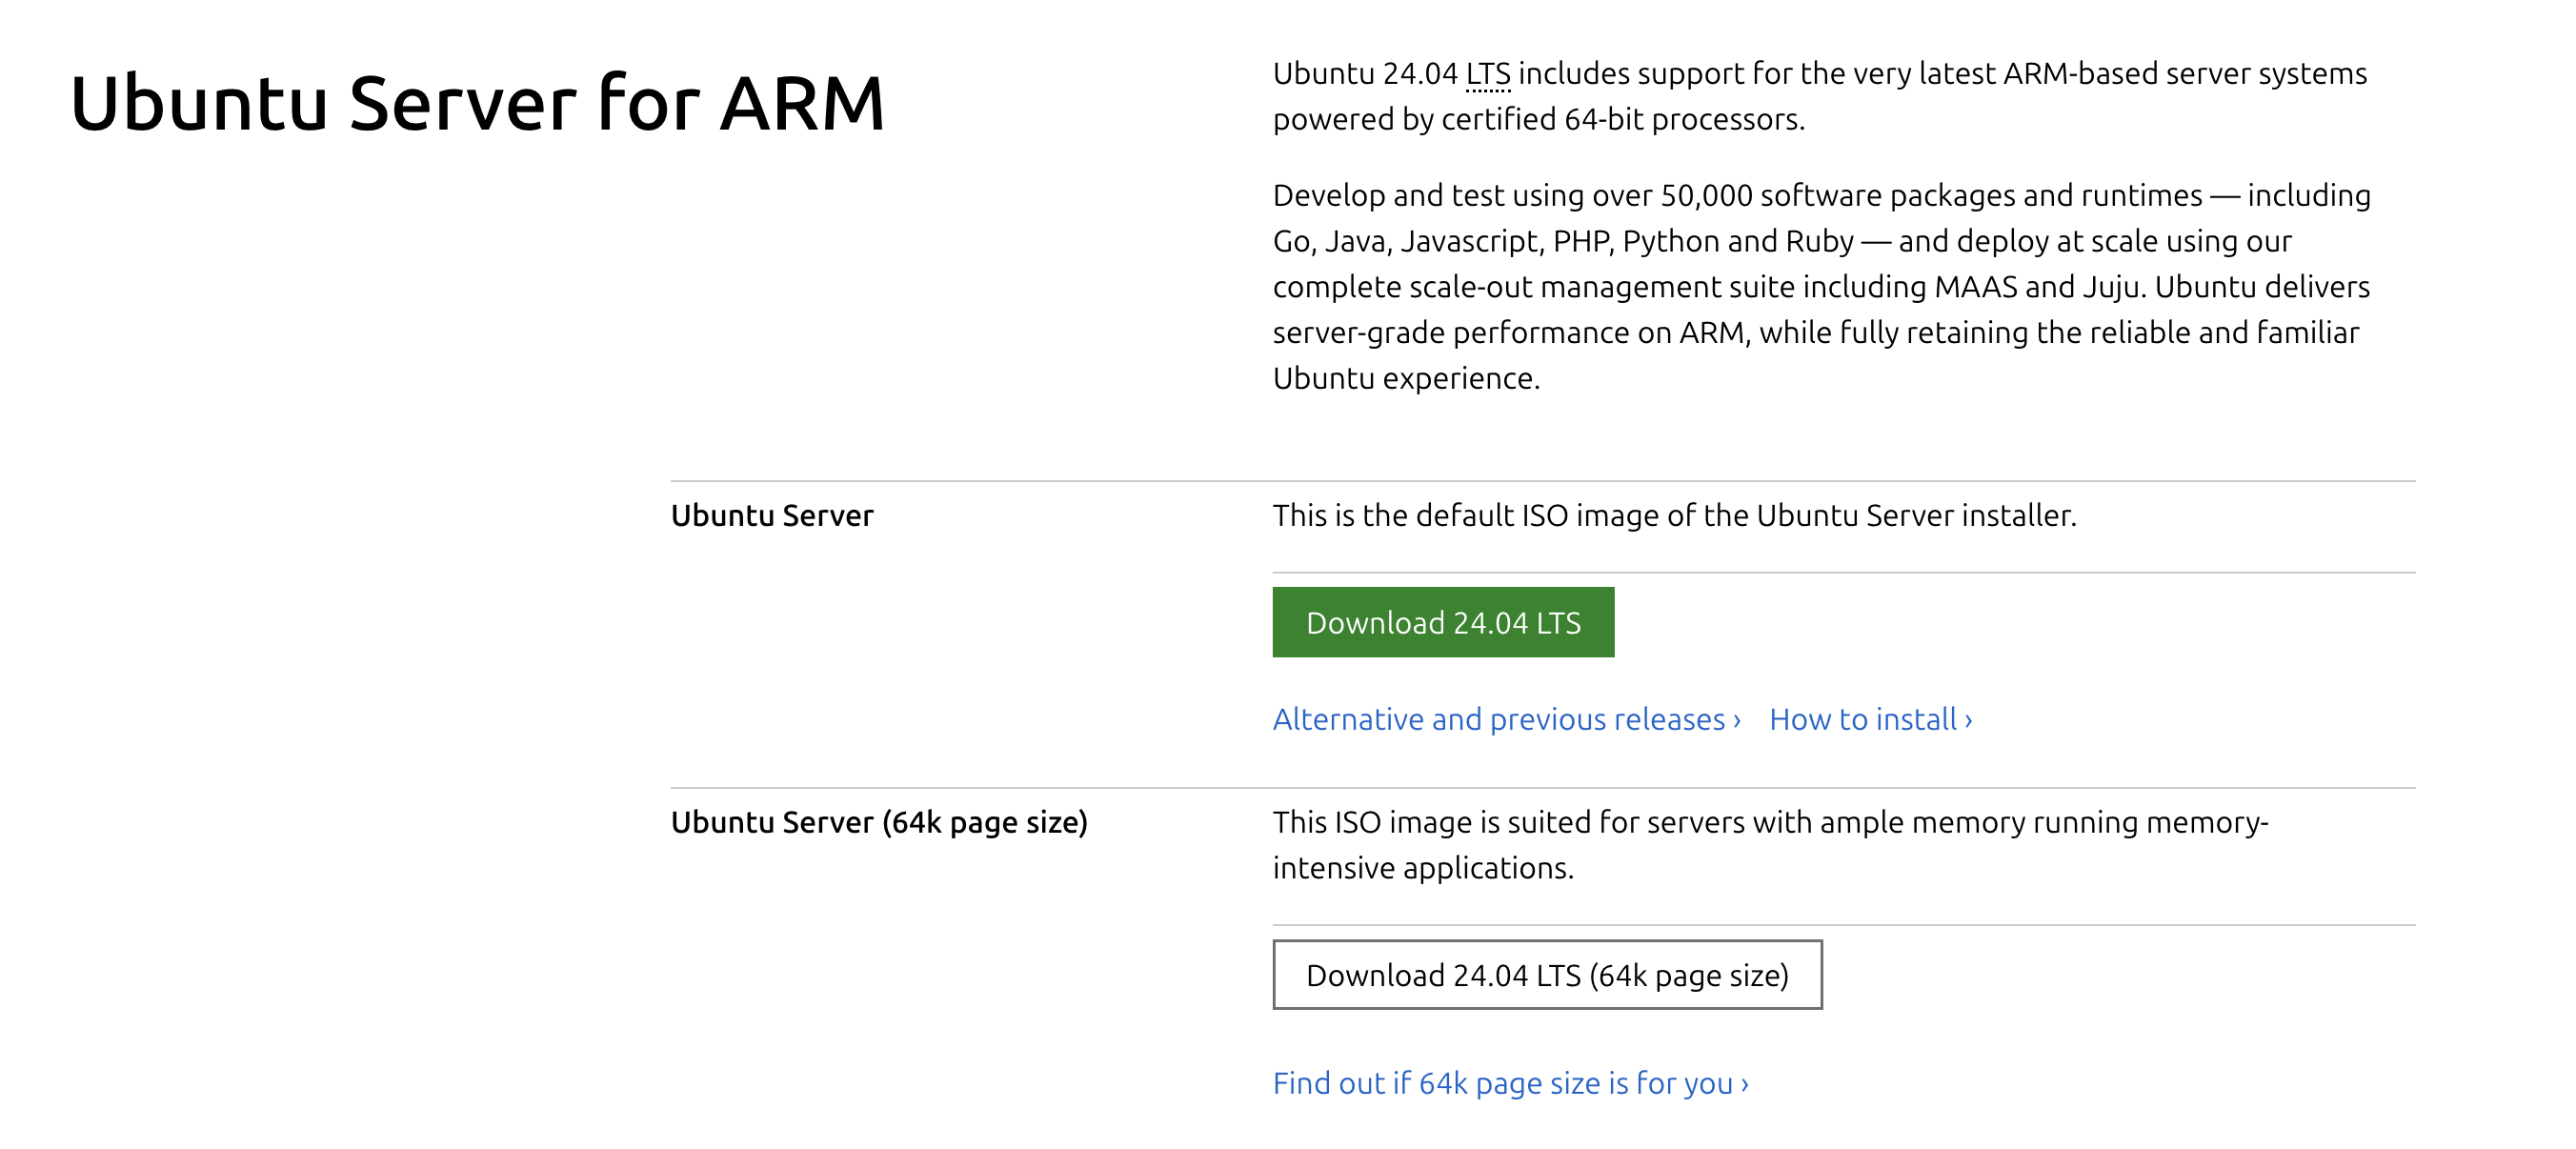 Ubuntu Server for ARM
Ubuntu 24.04 LTS includes support for the very latest ARM-based server systems
powered by certified 64-bit processors.
Develop and test using over 50,000 software packages and runtimes — including
Go, Java, Javascript, PHP, Python and Ruby — and deploy at scale using our
complete scale-out management suite including MAAS and Juju. Ubuntu delivers
server-grade performance on ARM, while fully retaining the reliable and familiar
Ubuntu experience.
Ubuntu Server
This is the default ISO image of the Ubuntu Server installer.
Download 24.04 LTS
Alternative and previous releases › How to install ›
Ubuntu Server (64k page size)
This ISO image is suited for servers with ample memory running memory-
intensive applications.
Download 24.04 LTS (64k page size)
Find out if 64k page size is for you ›